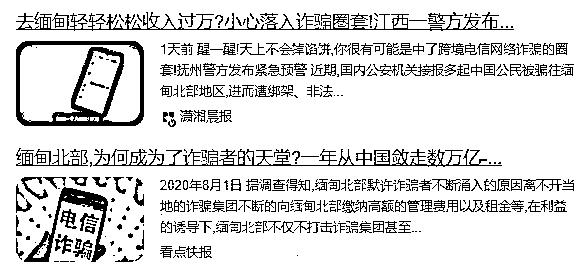 去缅甸轻轻松松收入过万?小心落入诈骗圈套!江西一警方发布...
1天前 醒一醒!天上不会掉馅饼,你很有可能是中了跨境电信网络诈骗的圈
套!抚州警方发布紧急预警 近期,国内公安机关接报多起中国公民被骗往缅
甸北部地区,进而遭绑架、非法...
潇湘晨报
缅甸北部,为何成为了诈骗者的天堂?一年从中国敛走数万亿-...
2020年8月1日 据调查得知,缅甸北部默许诈骗者不断涌入的原因离不开当
地的诈骗集团不断的向缅甸北部缴纳高额的管理费用以及租金等,在利益
的诱导下,缅甸北部不仅不打击诈骗集团甚至...
看点快报
电信
诈骗